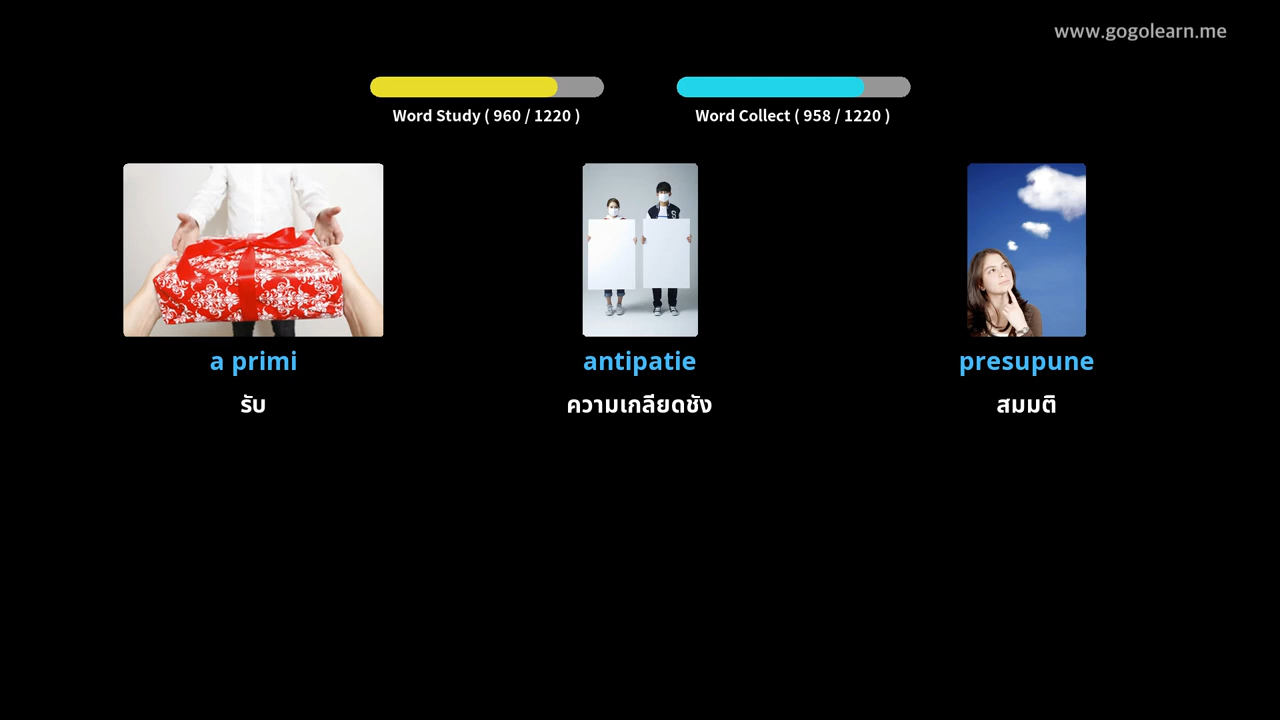 www.gogolearn.me
Word Study ( 960 / 1220 )
Word Collect ( 958 / 1220 )
a primi
รับ
antipatie
ความเกลียดชัง
presupune
สมมติ